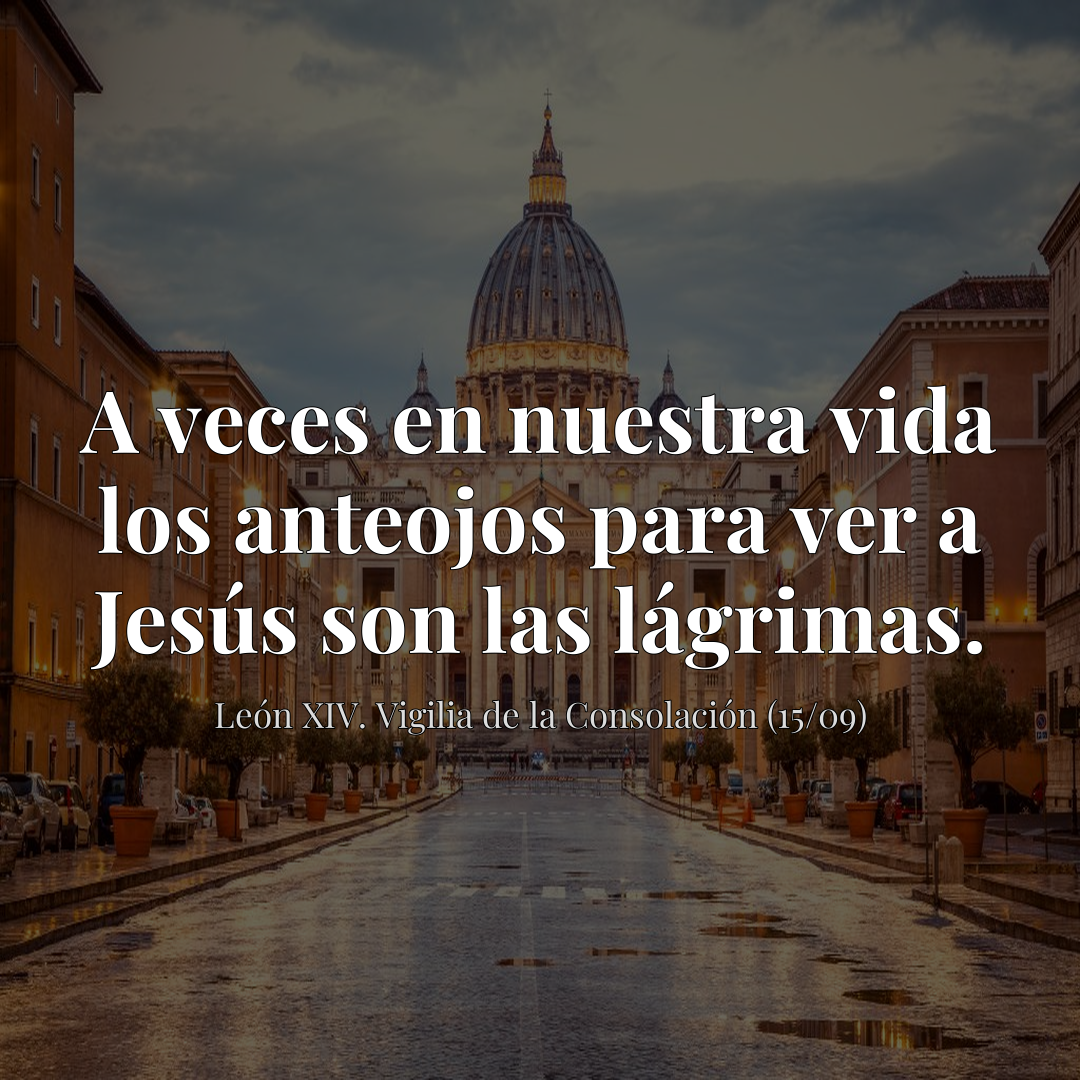 A veces en nuestra vida
los anteojos para ver a
Jesús son las lágrimas.
León XIV. Vigilia de la Consolación (15/09)